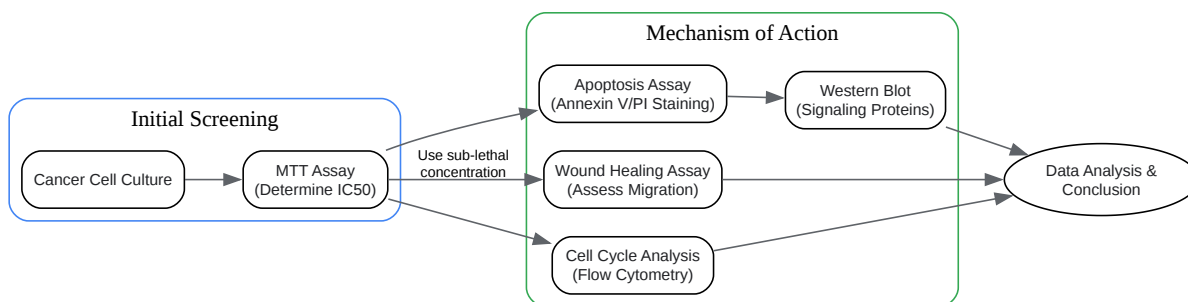 Initial Screening
Cancer Cell Culture
MTT Assay
(Determine IC50)
Use sub-lethal
concentration
Mechanism of Action
Apoptosis Assay
(Annexin V/PI Staining)
Western Blot
(Signaling Proteins)
Wound Healing Assay
(Assess Migration)
Cell Cycle Analysis
(Flow Cytometry)
Data Analysis &
Conclusion